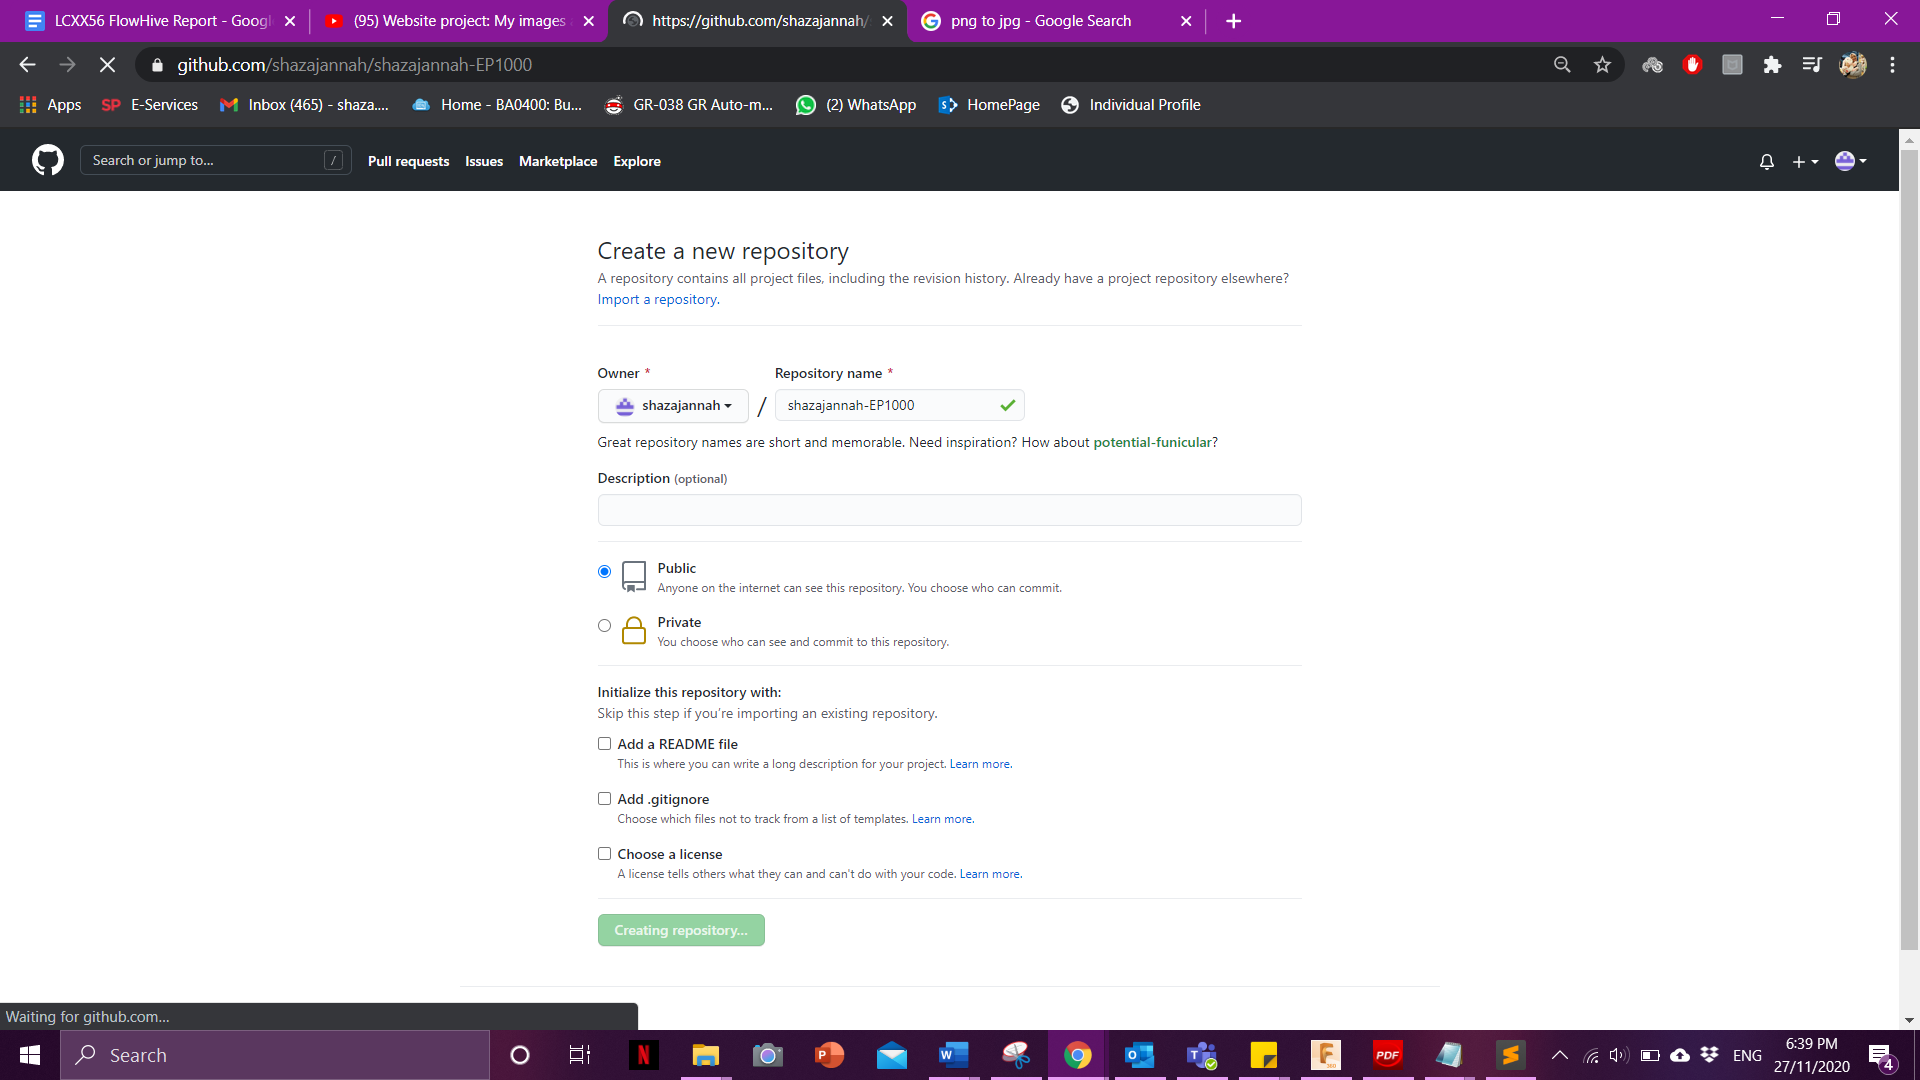 LCXX56 FlowHive Report - Goog
(95) Website project: My images
https://github.com/shazajannah/
png to jpg - Google Search
github.com/shazajannah/shazajannah-EP1000
Apps
SP E-Services
Inbox (465) - shaza....
Home - BA0400: Bu...
GR-038 GR Auto-m...
(2) WhatsApp
HomePage
Individual Profile
Search or jump to...
/
Pull requests
Issues
Marketplace
Explore
Create a new repository
A repository contains all project files, including the revision history. Already have a project repository elsewhere?
Import a repository.
Owner *
Repository name *
shazajannah
/
shazajannah-EP1000
Great repository names are short and memorable. Need inspiration? How about potential-funicular?
Description (optional)
Public
Anyone on the internet can see this repository. You choose who can commit.
Private
You choose who can see and commit to this repository.
Initialize this repository with:
Skip this step if you're importing an existing repository.
Add a README file
This is where you can write a long description for your project. Learn more.
Add .gitignore
Choose which files not to track from a list of templates. Learn more.
Choose a license
A license tells others what they can and can't do with your code. Learn more.
Creating repository...
Waiting for github.com...
Search
PDF
ENG
6:39 PM
27/11/2020
4